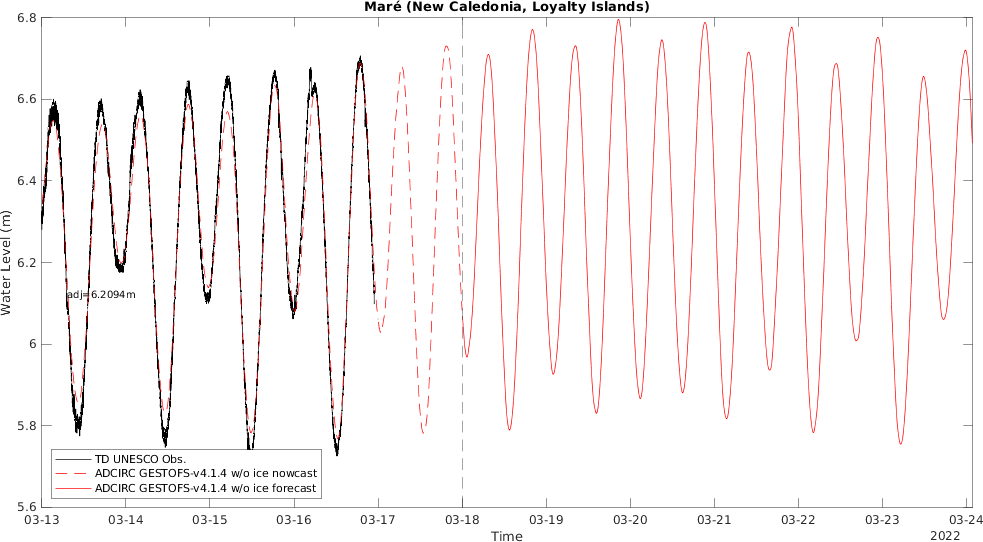 Maré (New Caledonia, Loyalty Islands)
6.8
6.6
6.4
6.2
6
5.8
5.6
Water Level (m)
adj=6.2094m
TD UNESCO Obs.
ADCIRC GESTOFS-v4.1.4 w/o ice nowcast
ADCIRC GESTOFS-v4.1.4 w/o ice forecast
03-13 03-14 03-15 03-16 03-17 03-18 03-19 03-20 03-21 03-22 03-23 03-24
Time
2022